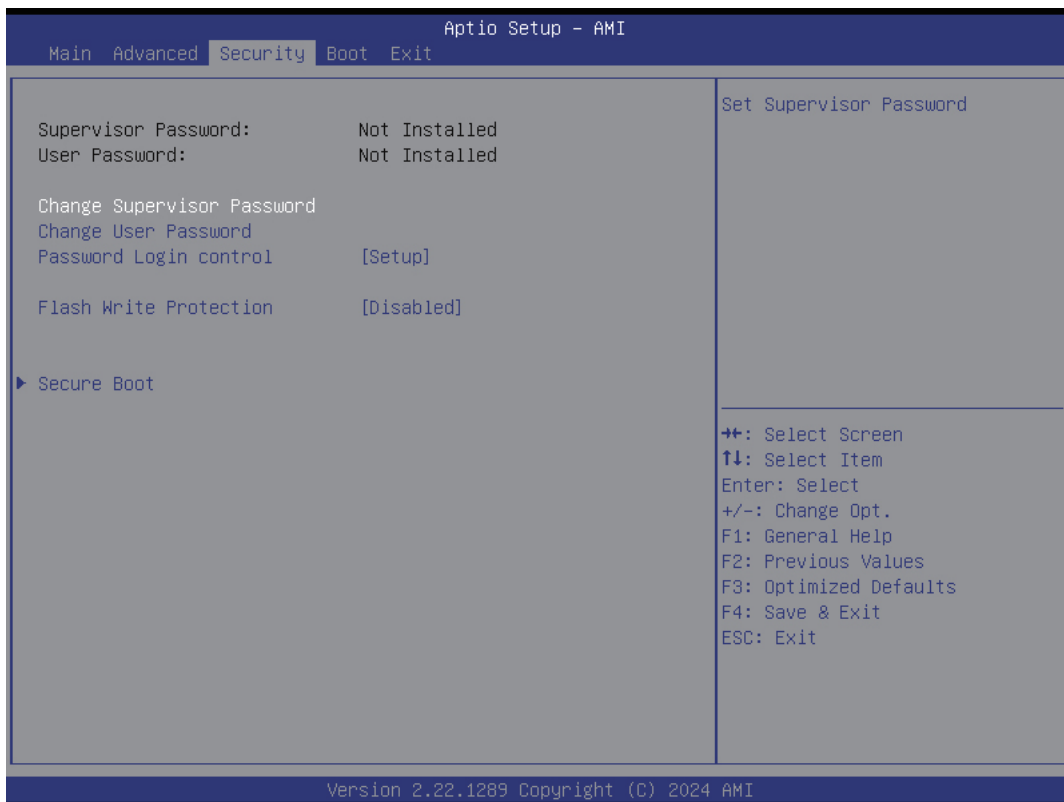 Aptio Setup - AMI
Main Advanced Security Boot Exit
Supervisor Password: Not Installed
User Password: Not Installed
Change Supervisor Password
Change User Password
Password Login control [Setup]
Flash Write Protection [Disabled]
▶ Secure Boot
Set Supervisor Password
→←: Select Screen
↑↓: Select Item
Enter: Select
+/-: Change Opt.
F1: General Help
F2: Previous Values
F3: Optimized Defaults
F4: Save & Exit
ESC: Exit
Version 2.22.1289 Copyright (C) 2024 AMI